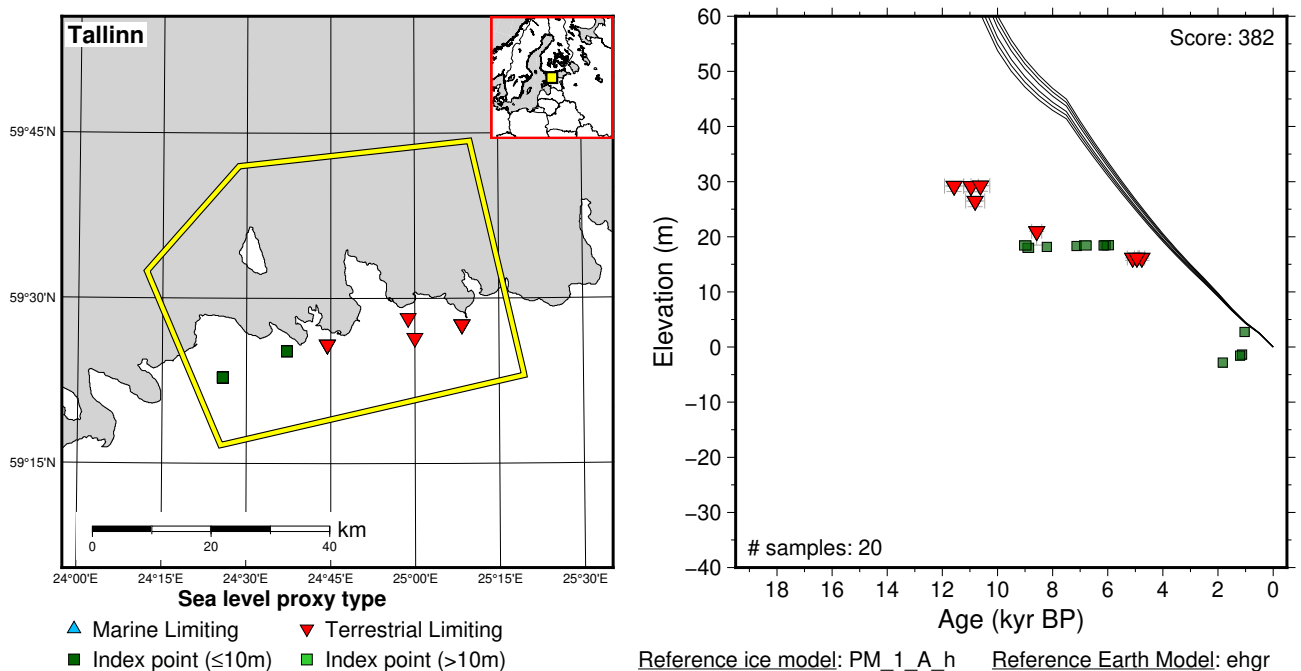 Tallinn
59°45'N
59°30'N
59°15'N
24°00'E 24°15'E 24°30'E 24°45'E 25°00'E 25°15'E 25°30'E
0 20 40
km
Sea level proxy type
Marine Limiting
Terrestrial Limiting
Index point (≤10m)
Index point (>10m)
Score: 382
Elevation (m)
60
50
40
30
20
10
0
−10
−20
−30
−40
# samples: 20
18 16 14 12 10 8 6 4 2 0
Age (kyr BP)
Reference ice model: PM_1_A_h
Reference Earth Model: ehgr